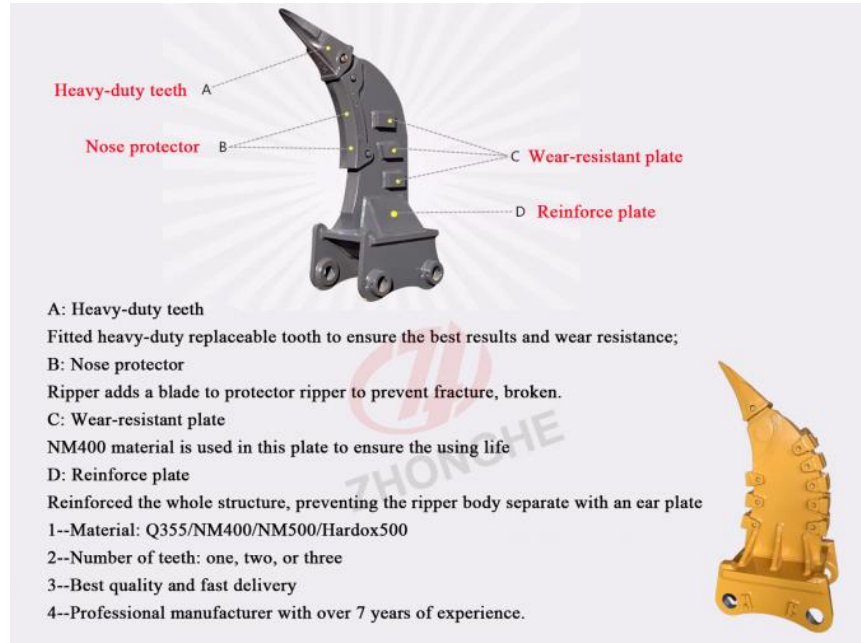 Heavy-duty teeth A
Nose protector B
C Wear-resistant plate
D Reinforce plate
A: Heavy-duty teeth
Fitted heavy-duty replaceable tooth to ensure the best results and wear resistance;
B: Nose protector
Ripper adds a blade to protector ripper to prevent fracture, broken.
C: Wear-resistant plate
NM400 material is used in this plate to ensure the using life
D: Reinforce plate
Reinforced the whole structure, preventing the ripper body separate with an ear plate
1--Material: Q355/NM400/NM500/Hardox500
2--Number of teeth: one, two, or three
3--Best quality and fast delivery
4--Professional manufacturer with over 7 years of experience.
ZHONGHE